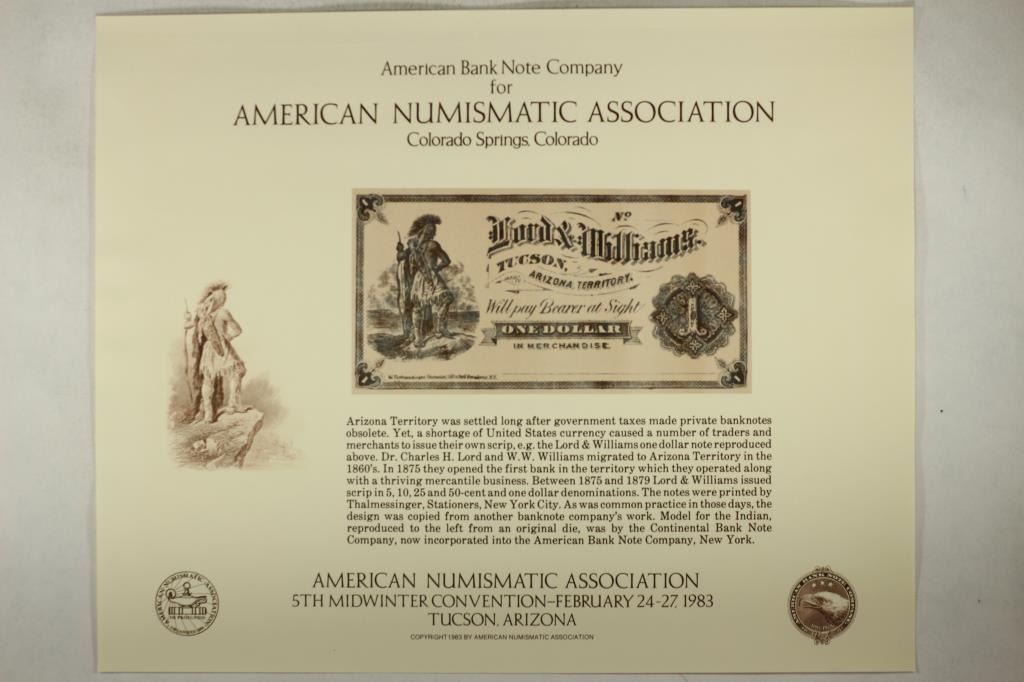 American Bank Note Company
for
AMERICAN NUMISMATIC ASSOCIATION
Colorado Springs, Colorado
No
Lord & Williams.
TUCSON,
ARIZONA TERRITORY.
Will pay Bearer at Sight
ONE DOLLAR
IN MERCHANDISE.
1
Arizona Territory was settled long after government taxes made private banknotes
obsolete. Yet, a shortage of United States currency caused a number of traders and
merchants to issue their own scrip, e.g. the Lord & Williams one dollar note reproduced
above. Dr. Charles H. Lord and W.W. Williams migrated to Arizona Territory in the
1860's. In 1875 they opened the first bank in the territory which they operated along
with a thriving mercantile business. Between 1875 and 1879 Lord & Williams issued
scrip in 5, 10, 25 and 50-cent and one dollar denominations. The notes were printed by
Thalmessinger, Stationers, New York City. As was common practice in those days, the
design was copied from another banknote company's work. Model for the Indian,
reproduced to the left from an original die, was by the Continental Bank Note
Company, now incorporated into the American Bank Note Company, New York.
AMERICAN NUMISMATIC ASSOCIATION
5TH MIDWINTER CONVENTION–FEBRUARY 24-27, 1983
TUCSON, ARIZONA
COPYRIGHT 1983 BY AMERICAN NUMISMATIC ASSOCIATION
AMERICAN NUMISMATIC ASSOCIATION
AMERICAN BANK NOTE COMPANY